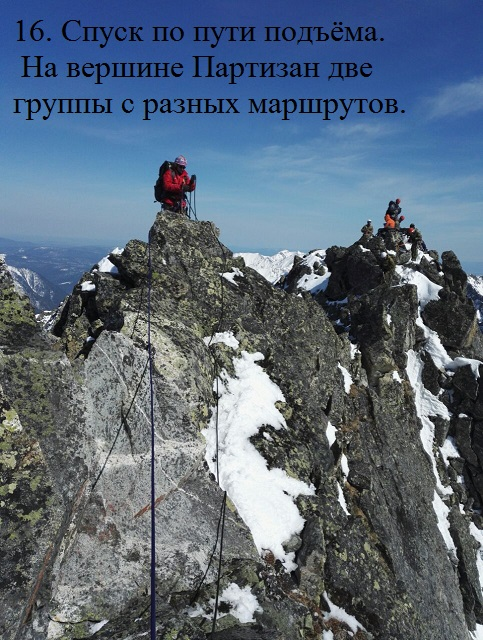 16. Спуск по пути подъёма.
На вершине Партизан две
группы с разных маршрутов.